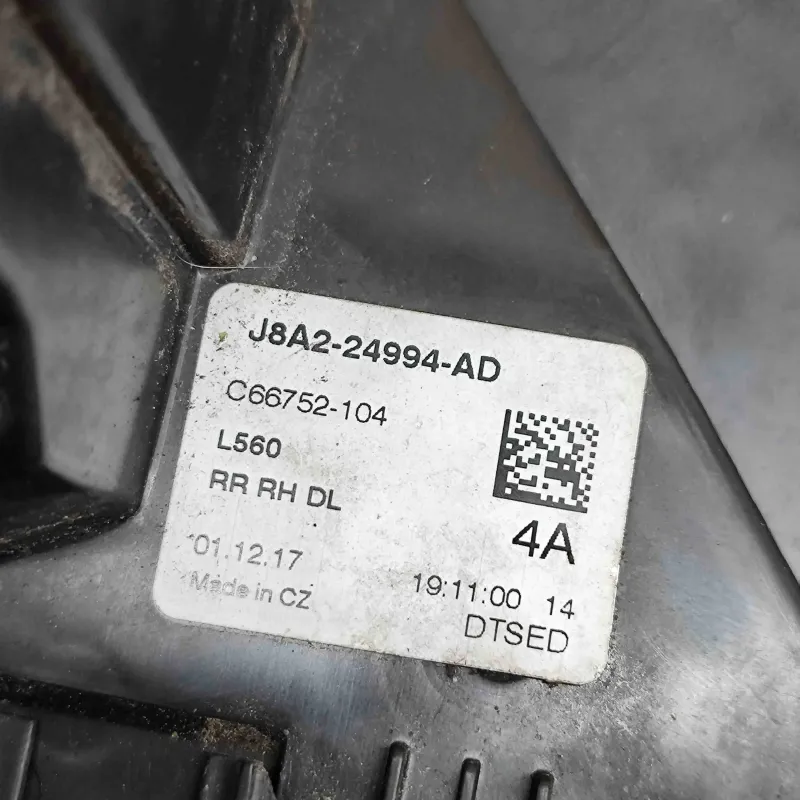 J8A2-24994-AD
C66752-104
L560
RR RH DL
4A
01.12.17
19:11:00 14
Made in CZ
DTSED